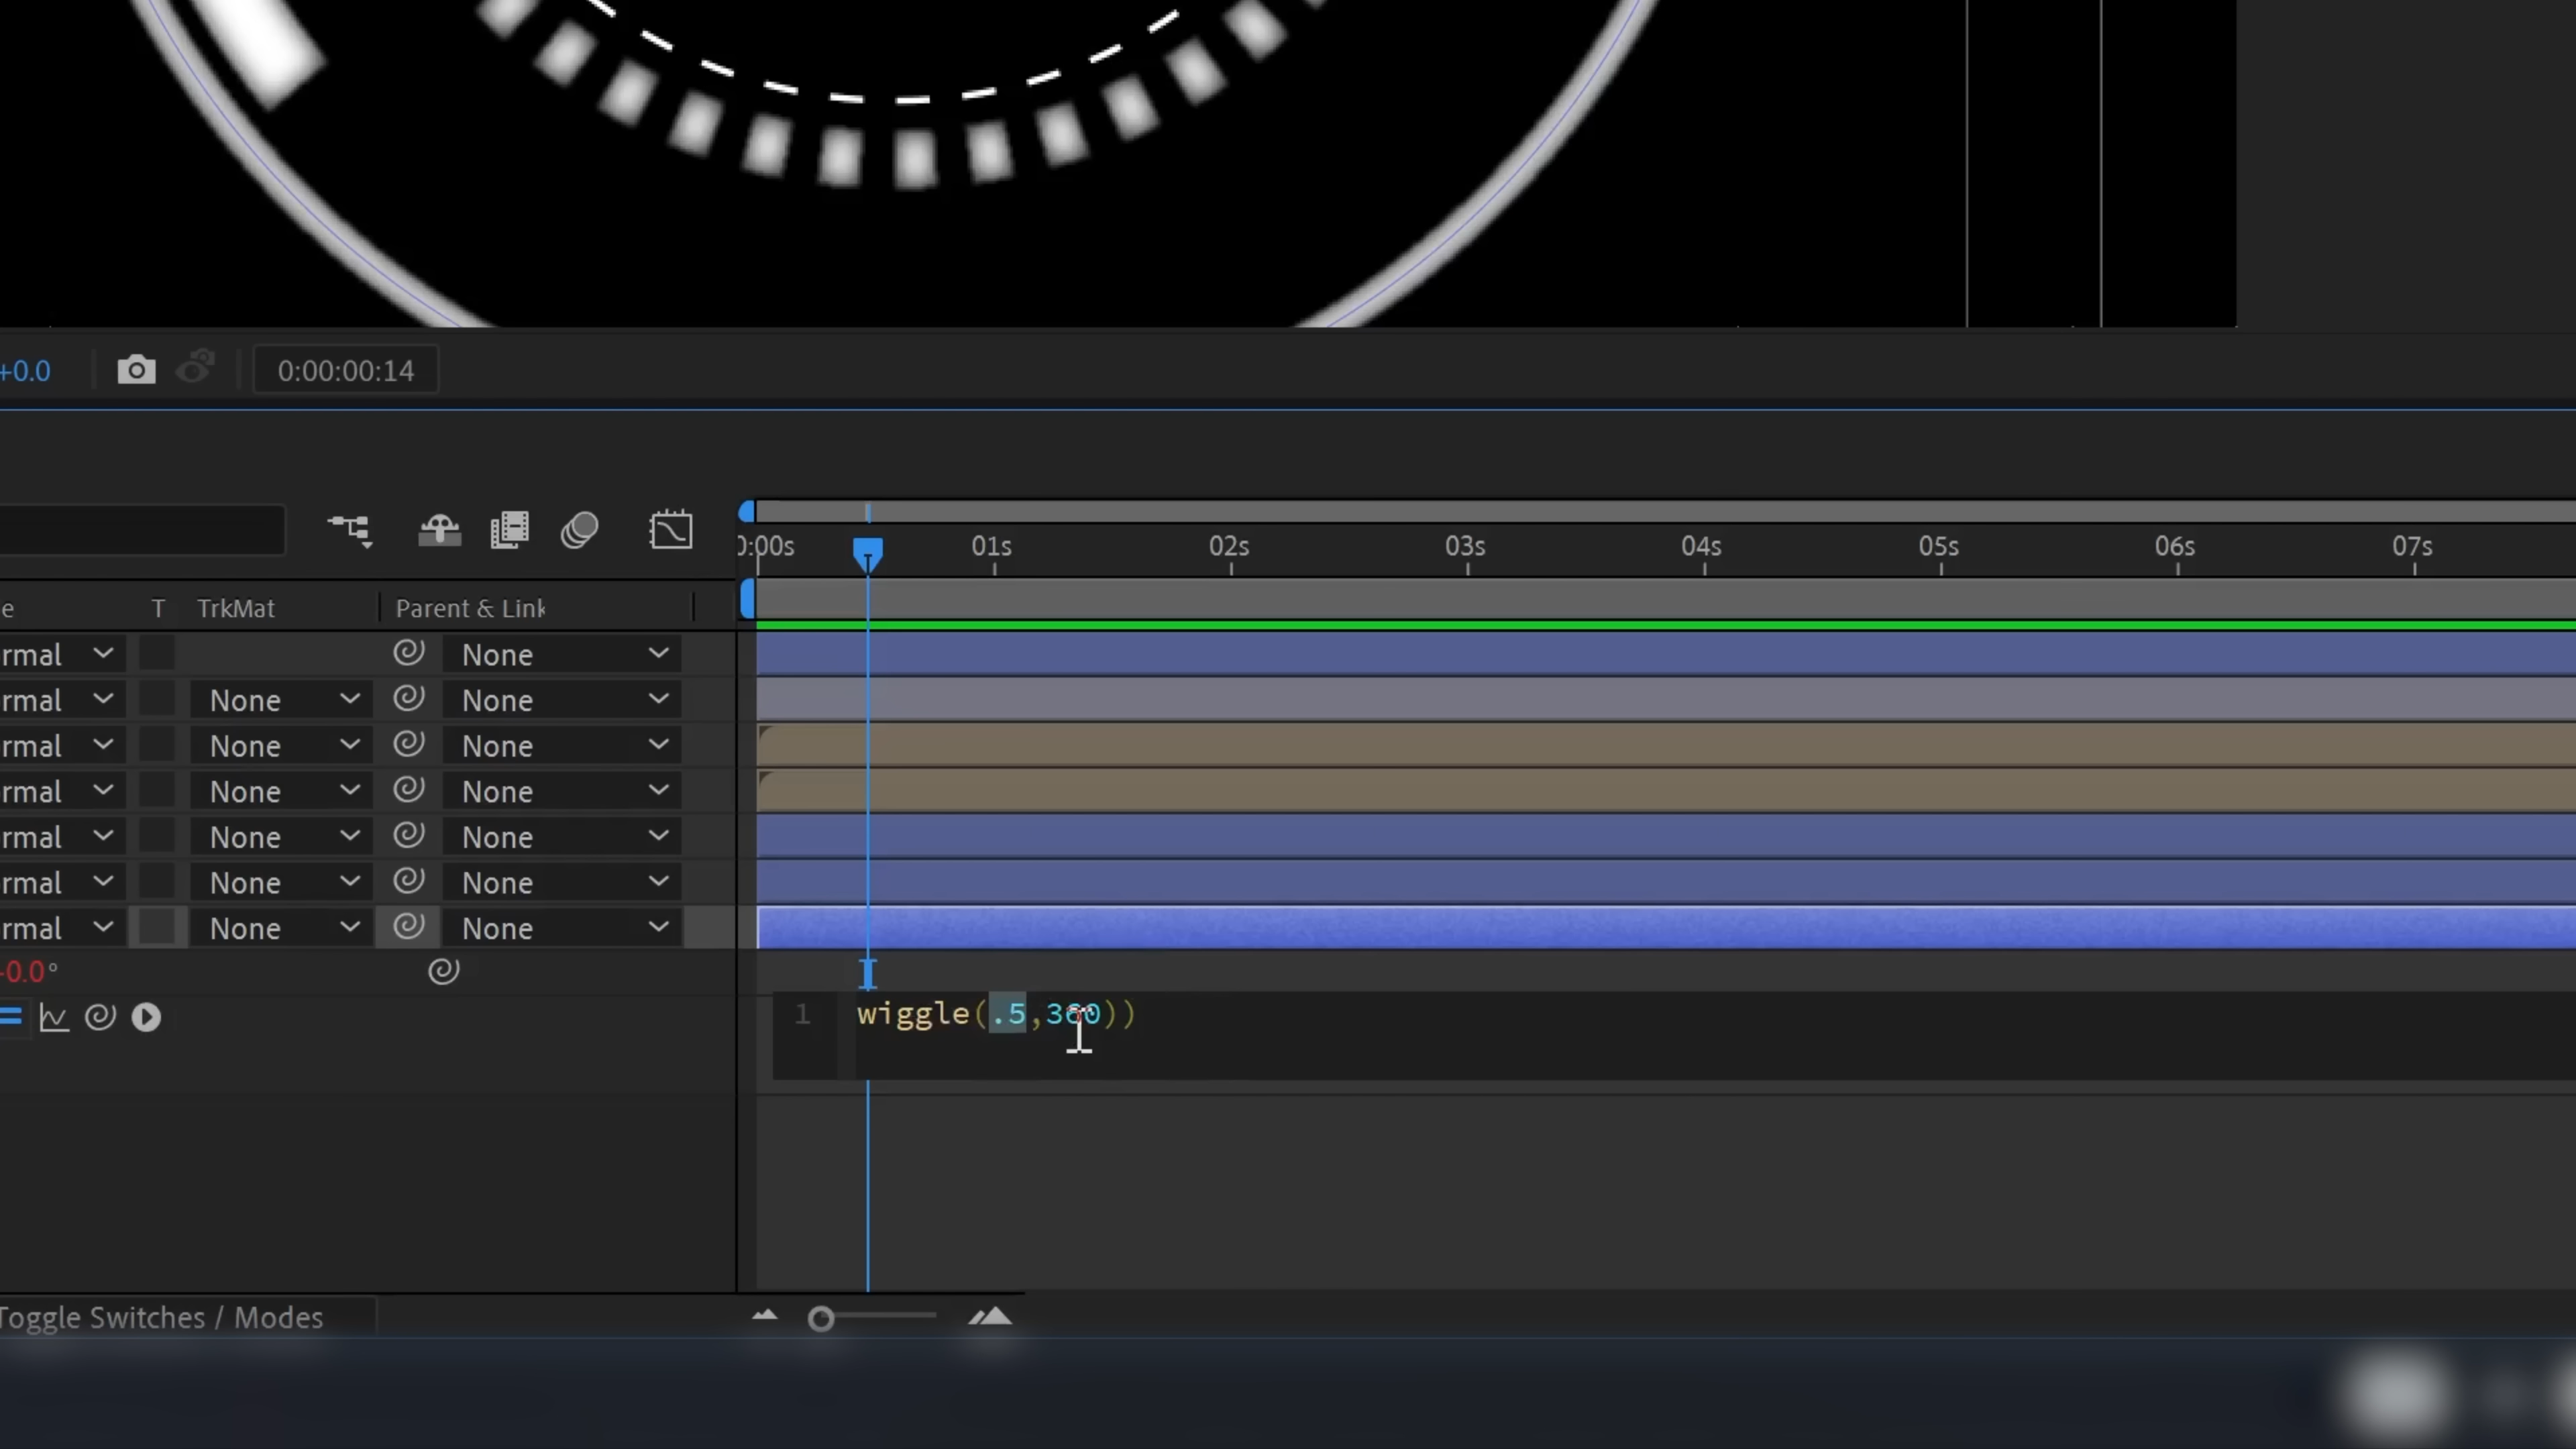 +0.0 0:00:00:14
0:00s 01s 02s 03s 04s 05s 06s 07s
e T TrkMat Parent & Link
rmal None
rmal None None
rmal None None
rmal None None
rmal None None
rmal None None
rmal None None
-0.0°
1 wiggle(.5,360))
Toggle Switches / Modes